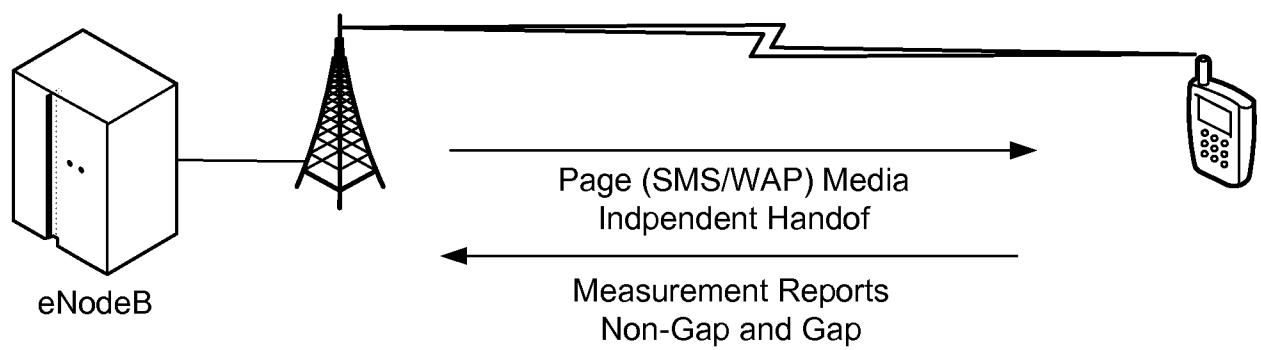 Page (SMS/WAP) Media
Indpendent Handof
eNodeB
Measurement Reports
Non-Gap and Gap